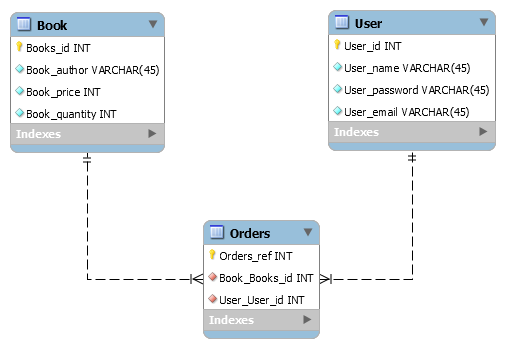 Book
Books_id INT
Book_author VARCHAR(45)
Book_price INT
Book_quantity INT
Indexes
User
User_id INT
User_name VARCHAR(45)
User_password VARCHAR(45)
User_email VARCHAR(45)
Indexes
Orders
Orders_ref INT
Book_Books_id INT
User_User_id INT
Indexes